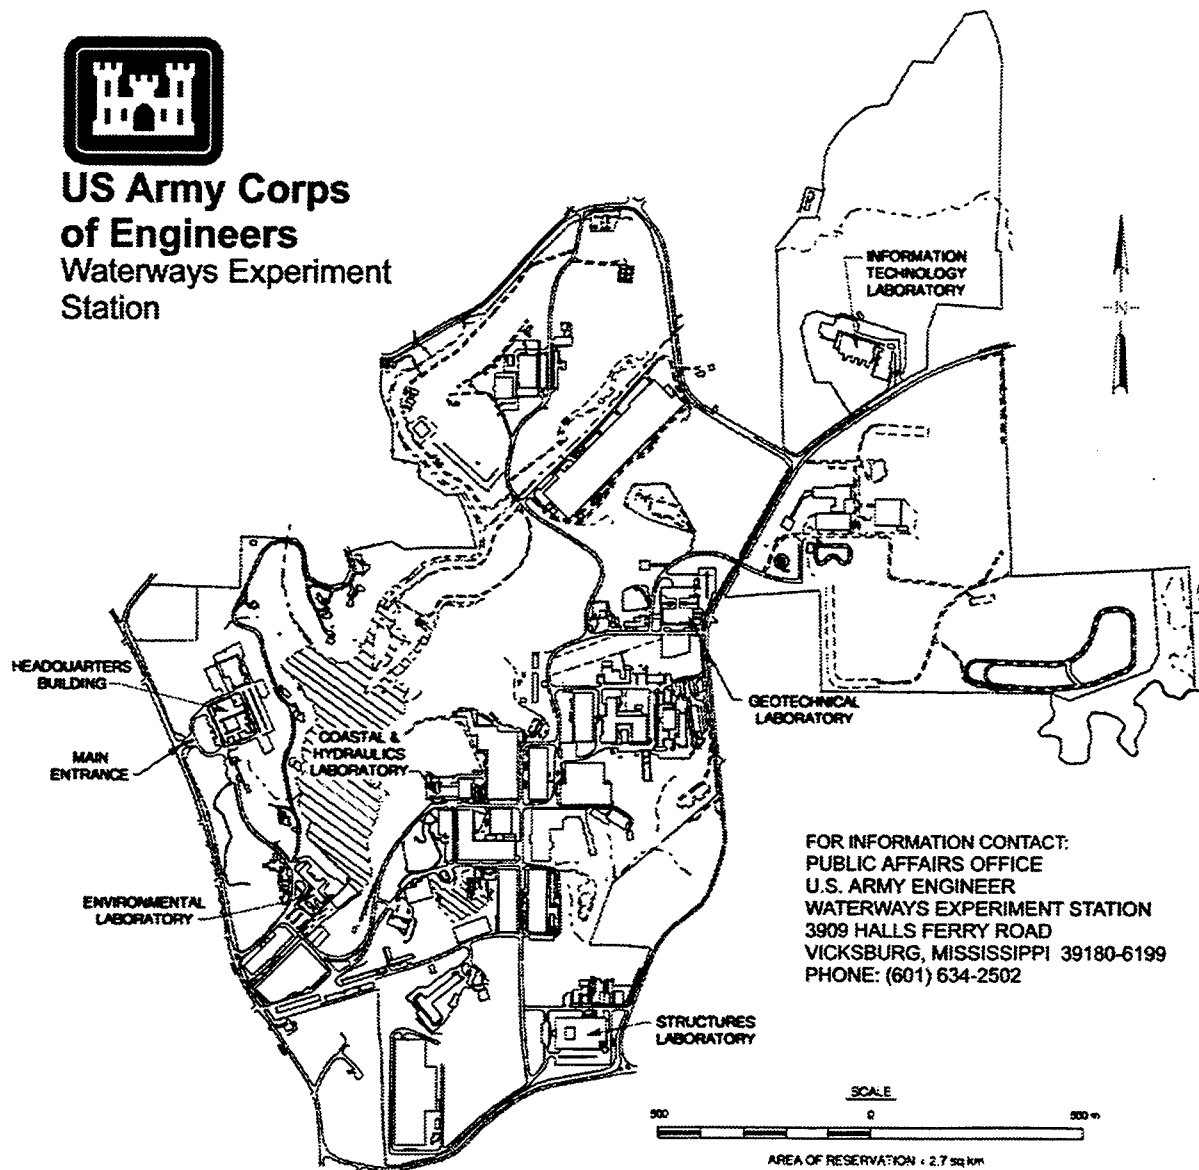 US Army Corps
of Engineers
Waterways Experiment
Station
INFORMATION
TECHNOLOGY
LABORATORY
N
HEADQUARTERS
BUILDING
MAIN
ENTRANCE
COASTAL &
HYDRAULICS
LABORATORY
GEOTECHNICAL
LABORATORY
ENVIRONMENTAL
LABORATORY
STRUCTURES
LABORATORY
FOR INFORMATION CONTACT:
PUBLIC AFFAIRS OFFICE
U.S. ARMY ENGINEER
WATERWAYS EXPERIMENT STATION
3909 HALLS FERRY ROAD
VICKSBURG, MISSISSIPPI 39180-6199
PHONE: (601) 634-2502
SCALE
500 0 500 m
AREA OF RESERVATION : 2.7 sq km